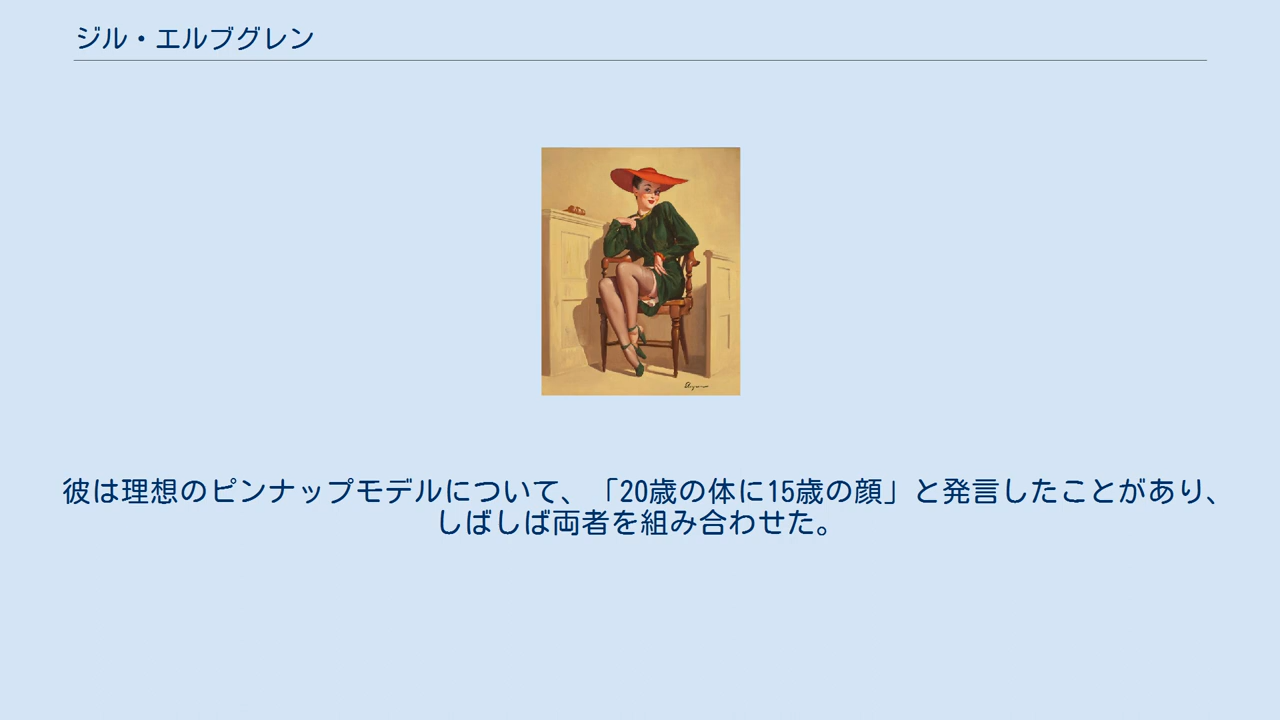 ジル・エルブグレン
彼は理想のピンナップモデルについて、「20歳の体に15歳の顔」と発言したことがあり、
しばしば両者を組み合わせた。